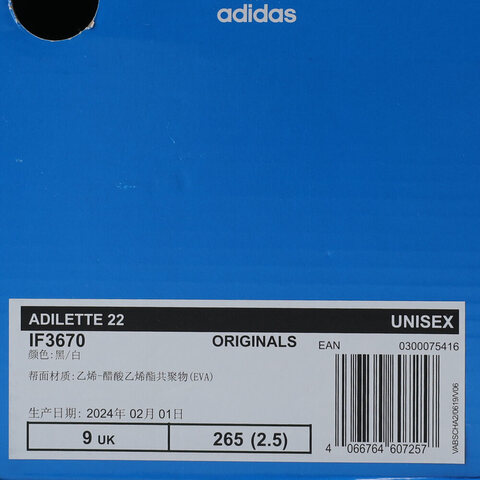 adidas
ADILETTE 22 UNISEX
IF3670 ORIGINALS EAN 0300075416
颜色:黑/白
帮面材质:乙烯-醋酸乙烯酯共聚物(EVA)
生产日期: 2024年 02月 01日
9 UK 265 (2.5)
4 066764 607257
VABSCHA20619/V06